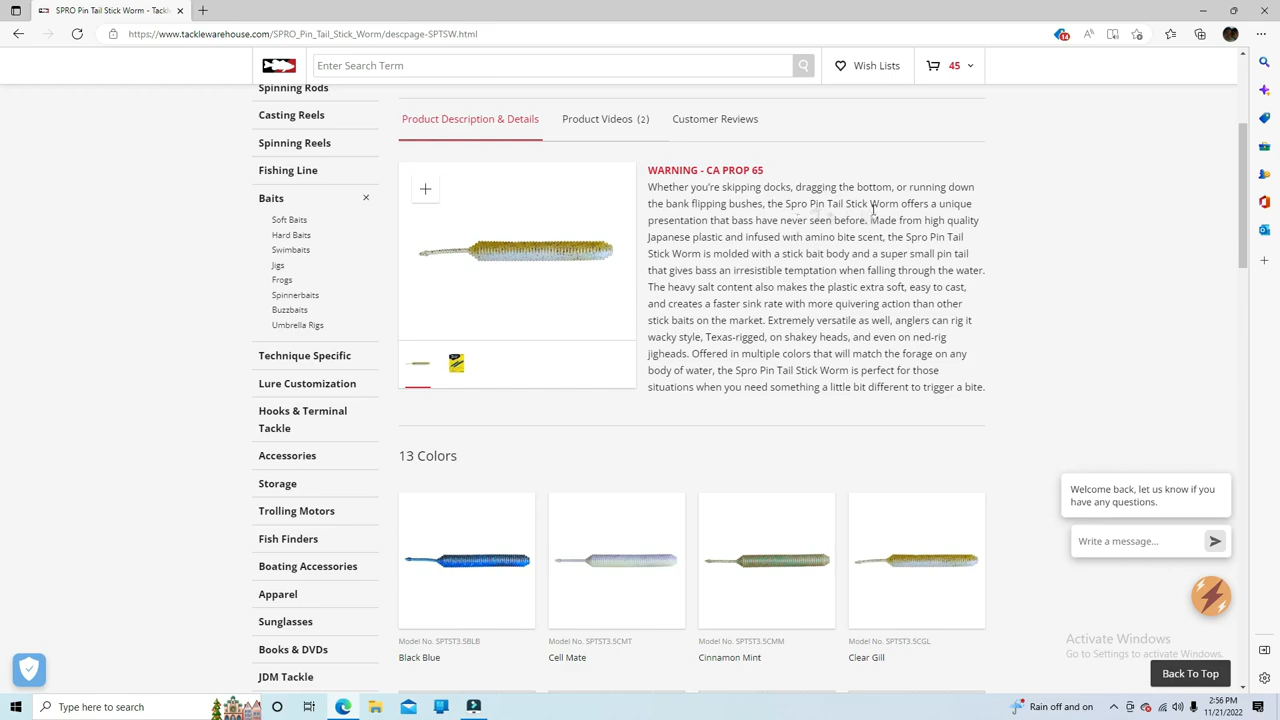 SPRO Pin Tail Stick Worm - Tackl
https://www.tacklewarehouse.com/SPRO_Pin_Tail_Stick_Worm/descpage-SPTSW.html
14
Enter Search Term
Wish Lists
45
Spinning Rods
Casting Reels
Spinning Reels
Fishing Line
Baits
Soft Baits
Hard Baits
Swimbaits
Jigs
Frogs
Spinnerbaits
Buzzbaits
Umbrella Rigs
Technique Specific
Lure Customization
Hooks & Terminal
Tackle
Accessories
Storage
Trolling Motors
Fish Finders
Boating Accessories
Apparel
Sunglasses
Books & DVDs
JDM Tackle
Product Description & Details
Product Videos (2)
Customer Reviews
WARNING - CA PROP 65
Whether you're skipping docks, dragging the bottom, or running down
the bank flipping bushes, the Spro Pin Tail Stick Worm offers a unique
presentation that bass have never seen before. Made from high quality
Japanese plastic and infused with amino bite scent, the Spro Pin Tail
Stick Worm is molded with a stick bait body and a super small pin tail
that gives bass an irresistible temptation when falling through the water.
The heavy salt content also makes the plastic extra soft, easy to cast,
and creates a faster sink rate with more quivering action than other
stick baits on the market. Extremely versatile as well, anglers can rig it
wacky style, Texas-rigged, on shakey heads, and even on ned-rig
jigheads. Offered in multiple colors that will match the forage on any
body of water, the Spro Pin Tail Stick Worm is perfect for those
situations when you need something a little bit different to trigger a bite.
13 Colors
Model No. SPTST3.5BLB
Black Blue
Model No. SPTST3.5CMT
Cell Mate
Model No. SPTST3.5CMM
Cinnamon Mint
Model No. SPTST3.5CGL
Clear Gill
Welcome back, let us know if you
have any questions.
Write a message...
Activate Windows
Go to Settings to activate Windows.
Back To Top
Type here to search
Rain off and on
2:56 PM
11/21/2022